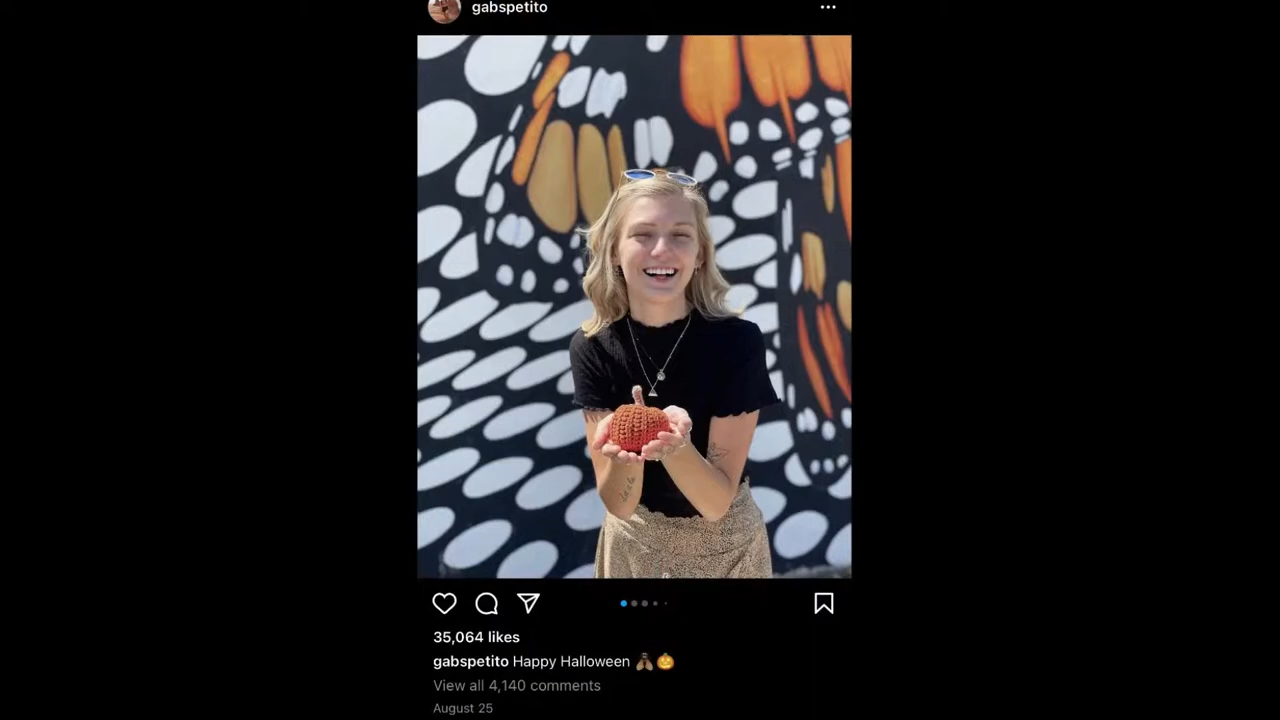 gabspetito
35,064 likes
gabspetito Happy Halloween
View all 4,140 comments
August 25